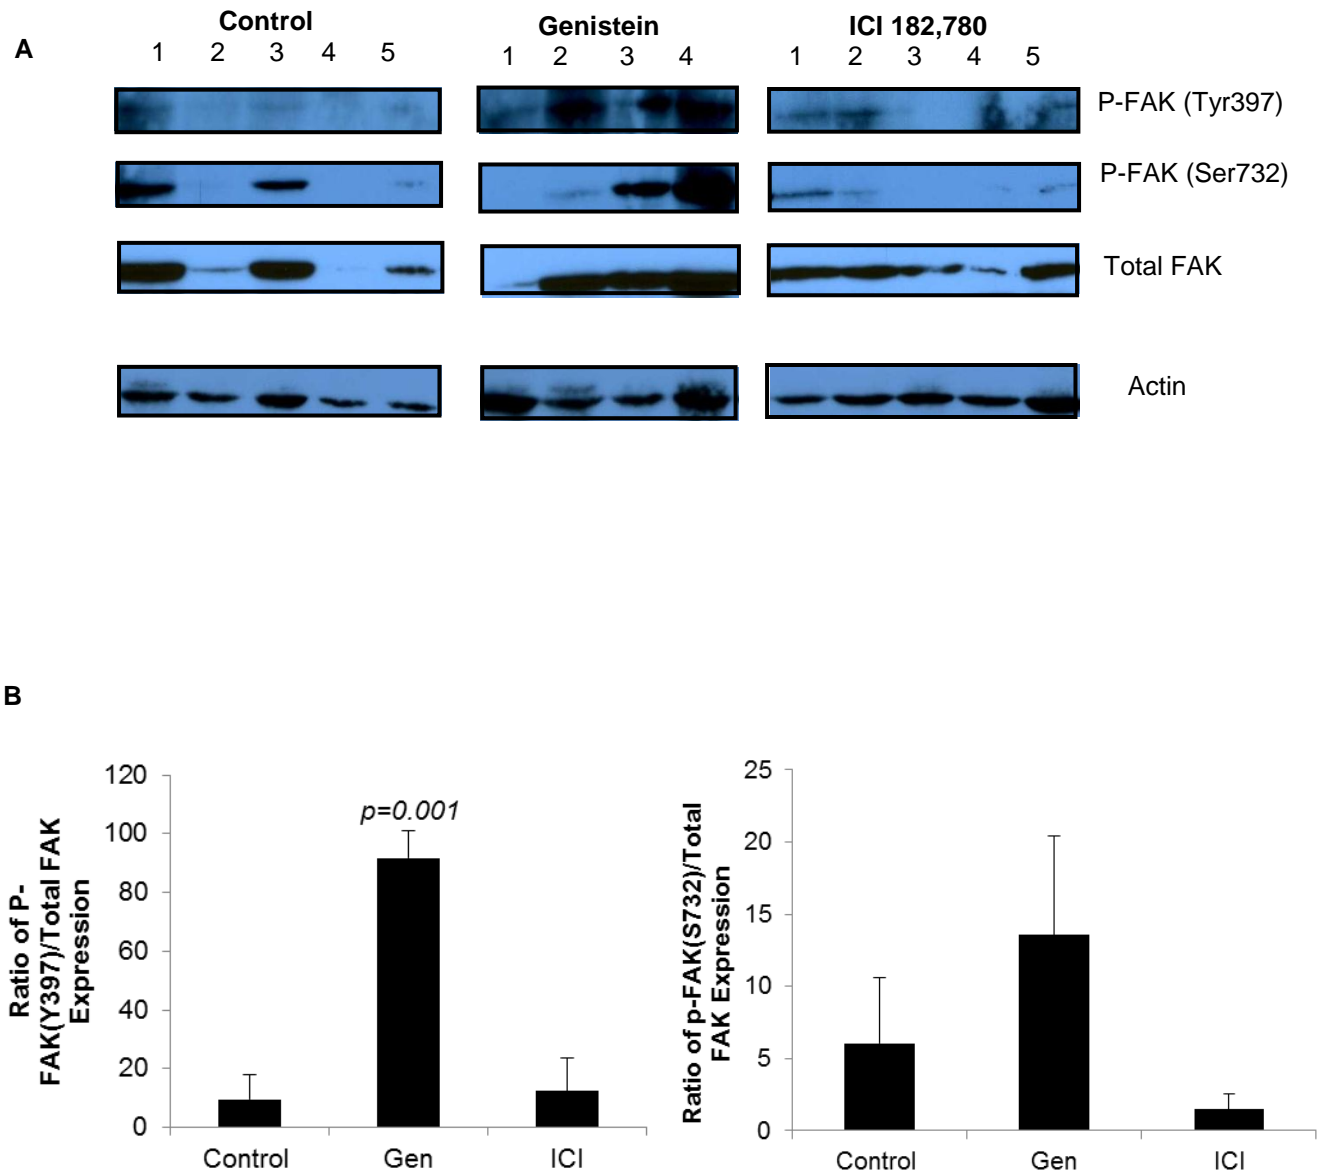 A
Control
1 2 3 4 5
Genistein
1 2 3 4
ICI 182,780
1 2 3 4 5
P-FAK (Tyr397)
P-FAK (Ser732)
Total FAK
Actin
B
Ratio of P-
FAK(Y397)/Total FAK
Expression
120
100
80
60
40
20
0
p=0.001
Control Gen ICI
Ratio of p-FAK(S732)/Total
FAK Expression
25
20
15
10
5
0
Control Gen ICI